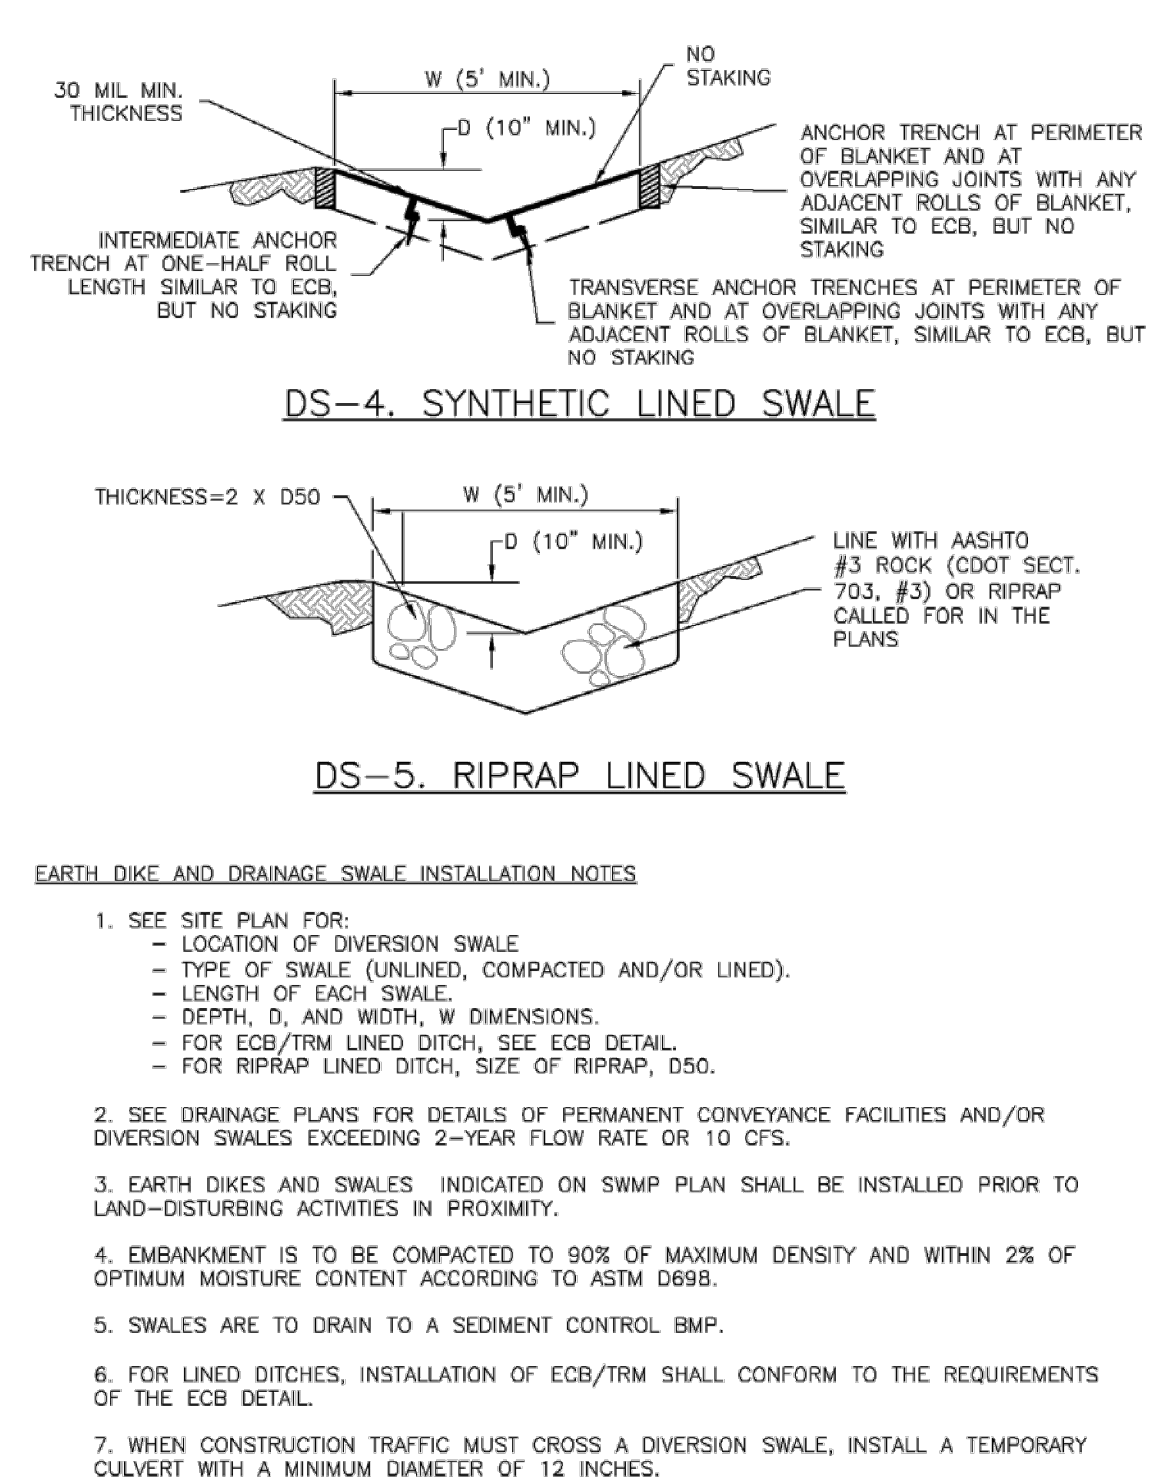 NO
STAKING
W (5' MIN.)
30 MIL MIN.
THICKNESS
D (10" MIN.)
ANCHOR TRENCH AT PERIMETER
OF BLANKET AND AT
OVERLAPPING JOINTS WITH ANY
ADJACENT ROLLS OF BLANKET,
SIMILAR TO ECB, BUT NO
STAKING
INTERMEDIATE ANCHOR
TRENCH AT ONE-HALF ROLL
LENGTH SIMILAR TO ECB,
BUT NO STAKING
TRANSVERSE ANCHOR TRENCHES AT PERIMETER OF
BLANKET AND AT OVERLAPPING JOINTS WITH ANY
ADJACENT ROLLS OF BLANKET, SIMILAR TO ECB, BUT
NO STAKING
DS-4. SYNTHETIC LINED SWALE
THICKNESS=2 X D50
W (5' MIN.)
D (10" MIN.)
LINE WITH AASHTO
#3 ROCK (CDOT SECT.
703, #3) OR RIPRAP
CALLED FOR IN THE
PLANS
DS-5. RIPRAP LINED SWALE
EARTH DIKE AND DRAINAGE SWALE INSTALLATION NOTES
1. SEE SITE PLAN FOR:
- LOCATION OF DIVERSION SWALE
- TYPE OF SWALE (UNLINED, COMPACTED AND/OR LINED).
- LENGTH OF EACH SWALE.
- DEPTH, D, AND WIDTH, W DIMENSIONS.
- FOR ECB/TRM LINED DITCH, SEE ECB DETAIL.
- FOR RIPRAP LINED DITCH, SIZE OF RIPRAP, D50.
2. SEE DRAINAGE PLANS FOR DETAILS OF PERMANENT CONVEYANCE FACILITIES AND/OR
DIVERSION SWALES EXCEEDING 2-YEAR FLOW RATE OR 10 CFS.
3. EARTH DIKES AND SWALES INDICATED ON SWMP PLAN SHALL BE INSTALLED PRIOR TO
LAND-DISTURBING ACTIVITIES IN PROXIMITY.
4. EMBANKMENT IS TO BE COMPACTED TO 90% OF MAXIMUM DENSITY AND WITHIN 2% OF
OPTIMUM MOISTURE CONTENT ACCORDING TO ASTM D698.
5. SWALES ARE TO DRAIN TO A SEDIMENT CONTROL BMP.
6. FOR LINED DITCHES, INSTALLATION OF ECB/TRM SHALL CONFORM TO THE REQUIREMENTS
OF THE ECB DETAIL.
7. WHEN CONSTRUCTION TRAFFIC MUST CROSS A DIVERSION SWALE, INSTALL A TEMPORARY
CULVERT WITH A MINIMUM DIAMETER OF 12 INCHES.